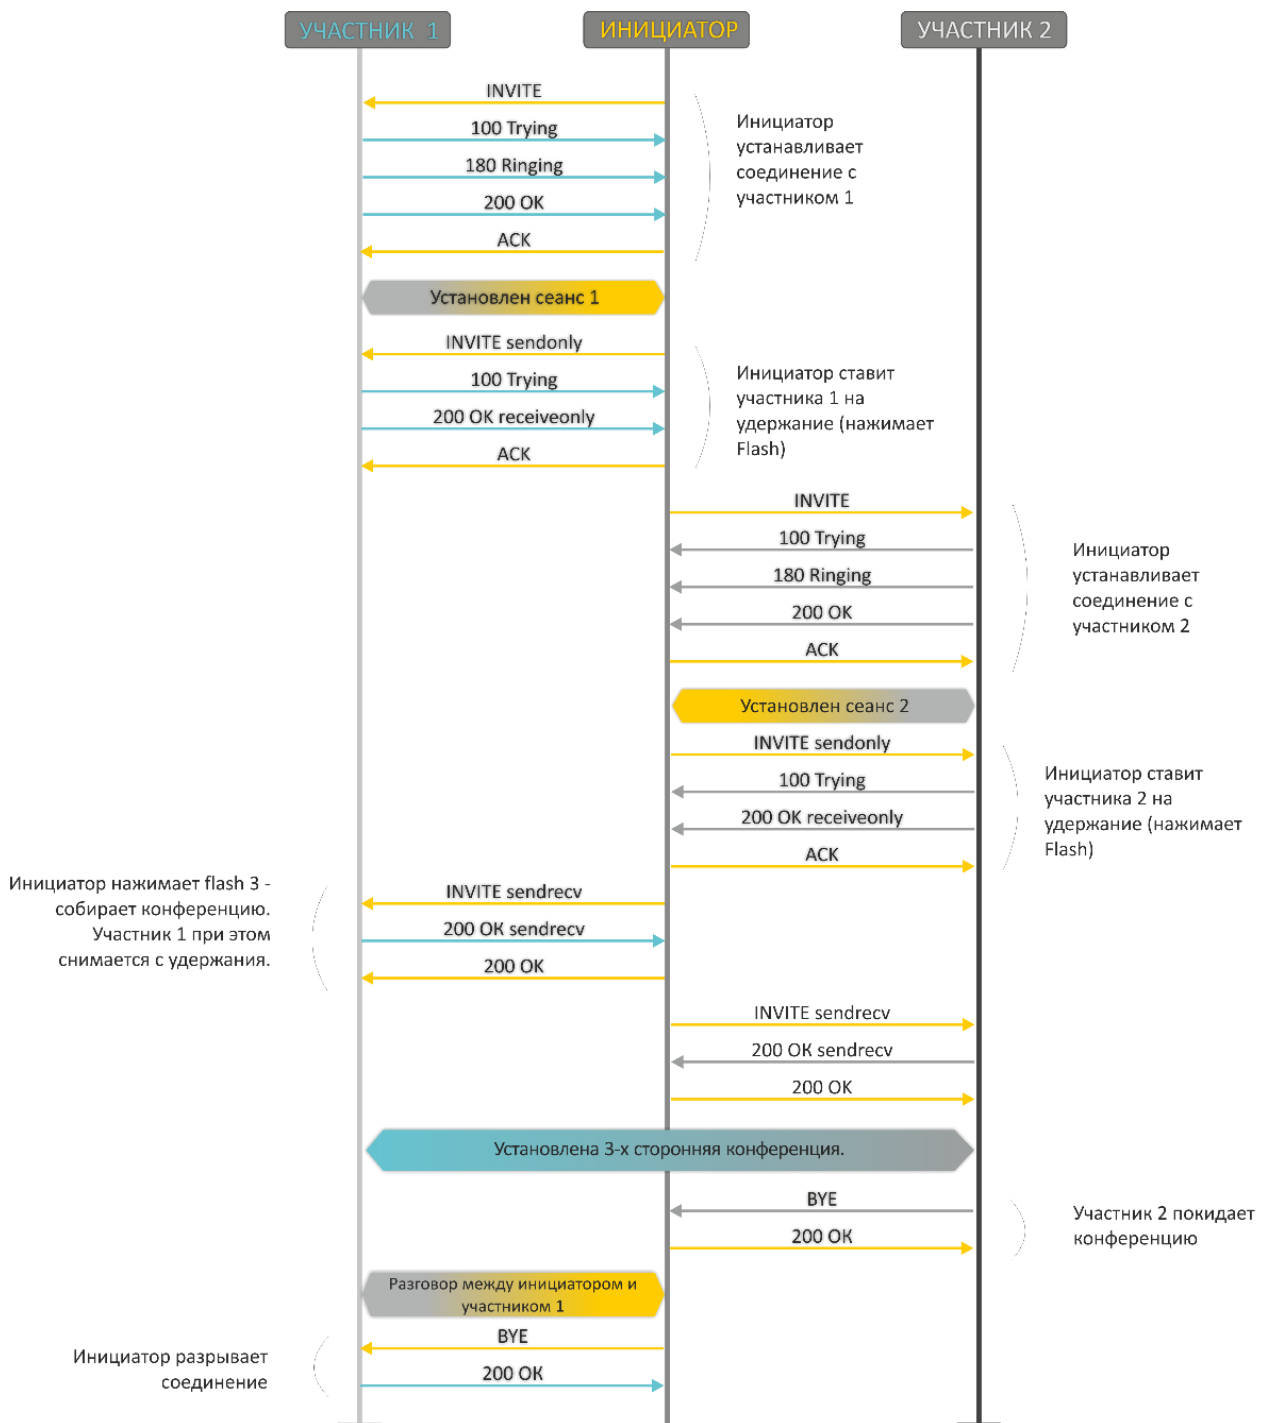 УЧАСТНИК 1
ИНИЦИАТОР
УЧАСТНИК 2
INVITE
100 Trying
180 Ringing
200 OK
ACK
Инициатор
устанавливает
соединение с
участником 1
Установлен сеанс 1
INVITE sendonly
100 Trying
200 OK receiveonly
ACK
Инициатор ставит
участника 1 на
удержание (нажимает
Flash)
INVITE
100 Trying
180 Ringing
200 OK
ACK
Инициатор
устанавливает
соединение с
участником 2
Установлен сеанс 2
INVITE sendonly
100 Trying
200 OK receiveonly
ACK
Инициатор ставит
участника 2 на
удержание (нажимает
Flash)
Инициатор нажимает flash 3 -
собирает конференцию.
Участник 1 при этом
снимается с удержания.
INVITE sendrecv
200 OK sendrecv
200 OK
INVITE sendrecv
200 OK sendrecv
200 OK
Установлена 3-х сторонняя конференция.
BYE
200 OK
Участник 2 покидает
конференцию
Разговор между инициатором и
участником 1
BYE
200 OK
Инициатор разрывает
соединение